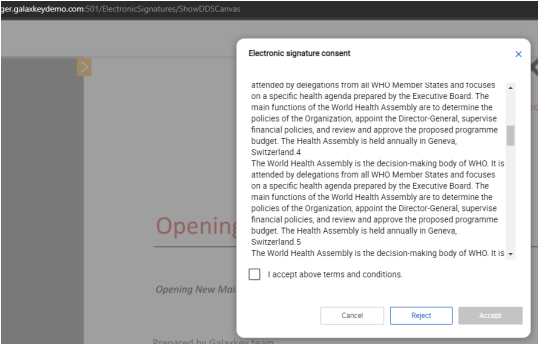 ger.galaxkeydemo.com:501/ElectronicSignatures/ShowDDSCanvas
Electronic signature consent
×
attended by delegations from all WHO Member States and focuses
on a specific health agenda prepared by the Executive Board. The
main functions of the World Health Assembly are to determine the
policies of the Organization, appoint the Director-General, supervise
financial policies, and review and approve the proposed programme
budget. The Health Assembly is held annually in Geneva,
Switzerland.4
The World Health Assembly is the decision-making body of WHO. It is
attended by delegations from all WHO Member States and focuses
on a specific health agenda prepared by the Executive Board. The
main functions of the World Health Assembly are to determine the
policies of the Organization, appoint the Director-General, supervise
financial policies, and review and approve the proposed programme
budget. The Health Assembly is held annually in Geneva,
Switzerland.5
The World Health Assembly is the decision-making body of WHO. It is
Opening
I accept above terms and conditions.
Opening New Mai
Cancel
Reject
Accept
Prepared by Galaxkey team